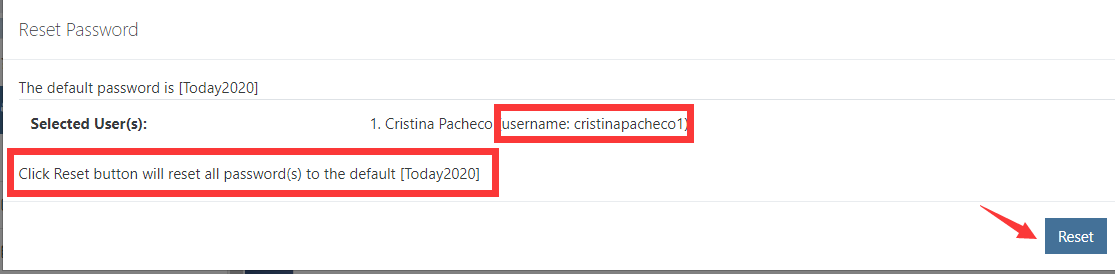 Reset Password
The default password is [Today2020]
Selected User(s): 1. Cristina Pacheco (username: cristinapacheco1)
Click Reset button will reset all password(s) to the default [Today2020]
Reset